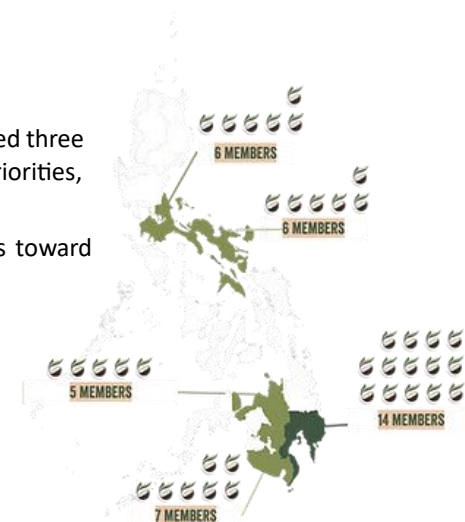 ed three
riorities,
s toward
6 MEMBERS
6 MEMBERS
5 MEMBERS
14 MEMBERS
7 MEMBERS